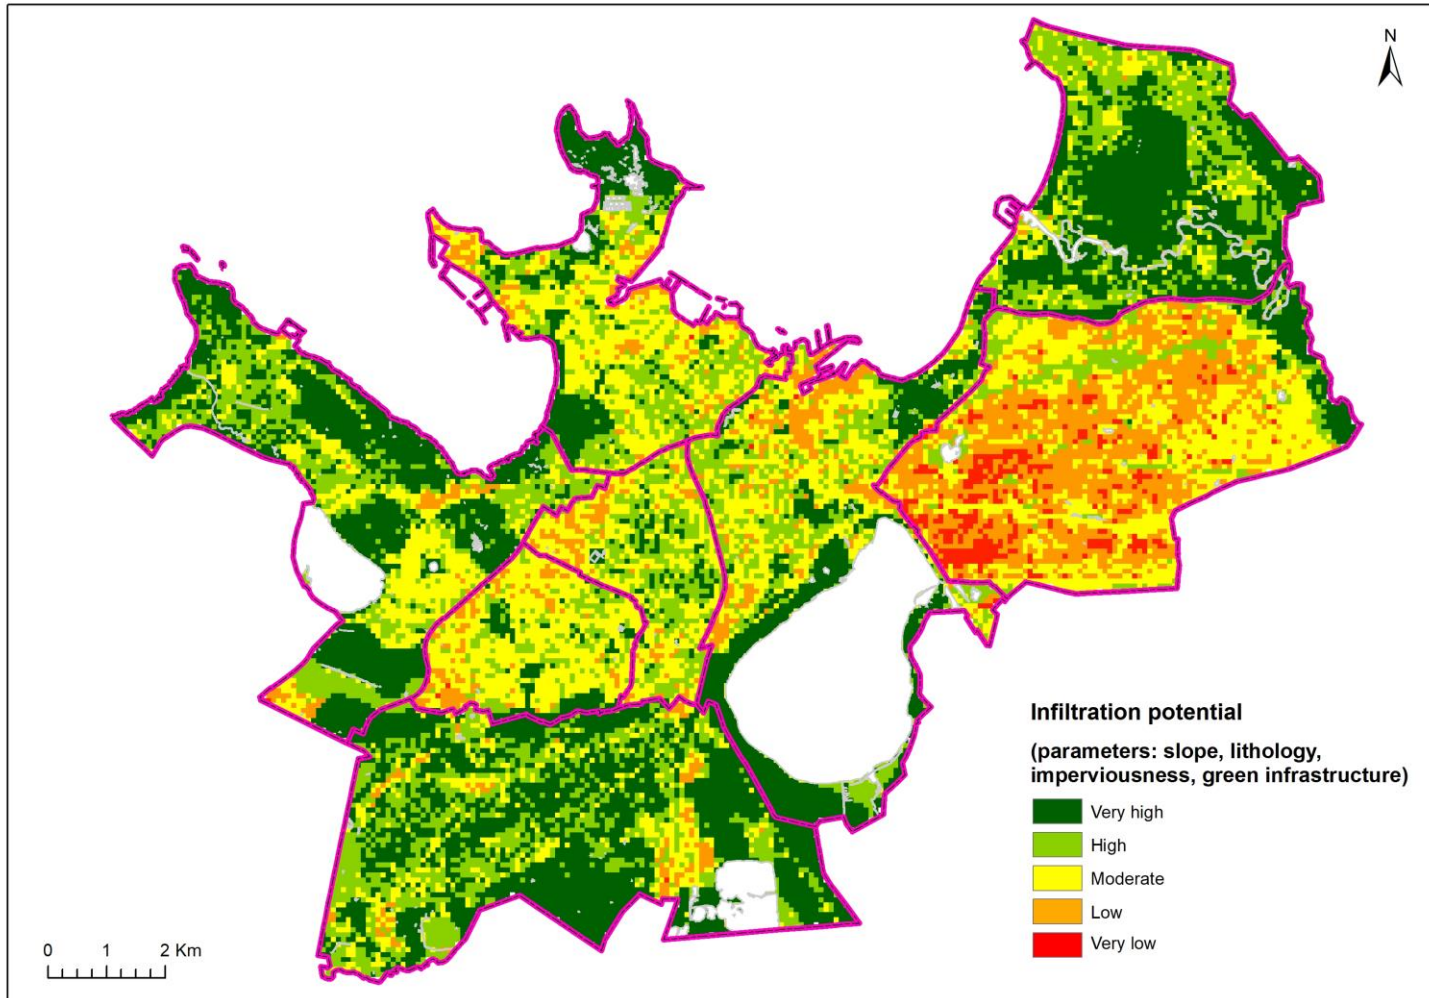 N
Infiltration potential
(parameters: slope, lithology,
imperviousness, green infrastructure)
Very high
High
Moderate
Low
Very low
0 1 2 Km